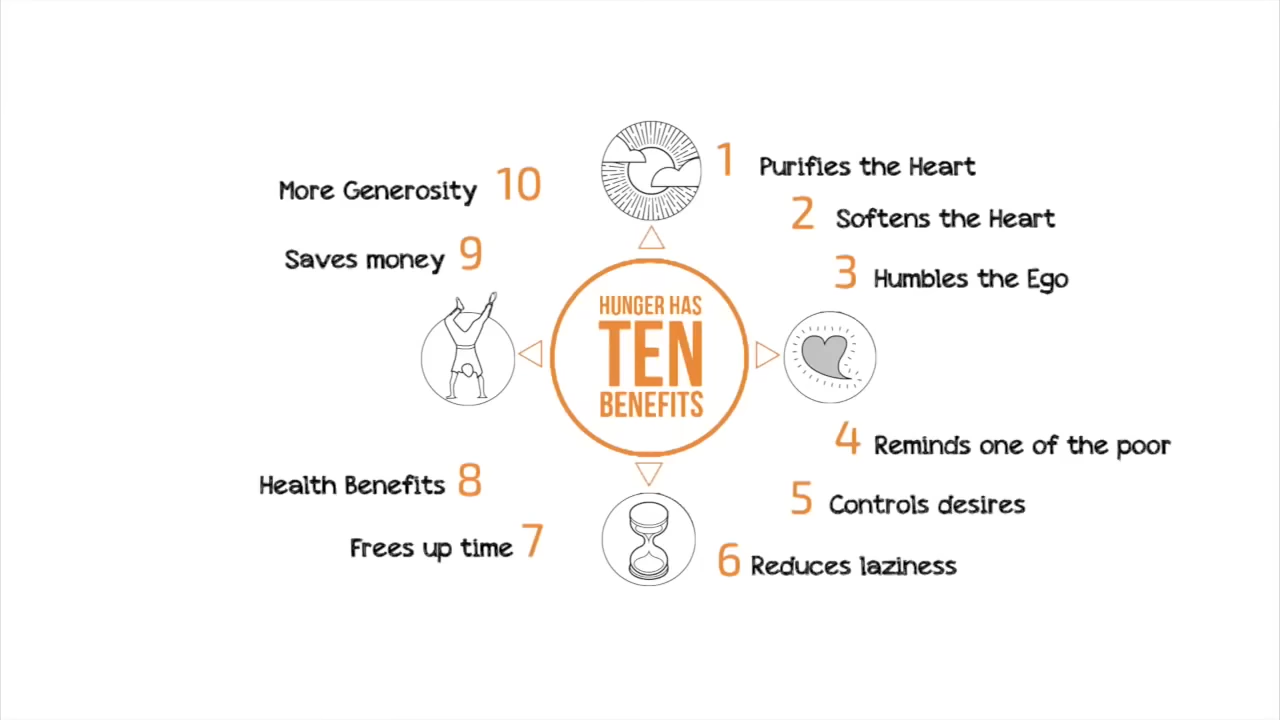 HUNGER HAS
TEN
BENEFITS
1 Purifies the Heart
2 Softens the Heart
3 Humbles the Ego
4 Reminds one of the poor
5 Controls desires
6 Reduces laziness
Frees up time 7
Health Benefits 8
Saves money 9
More Generosity 10